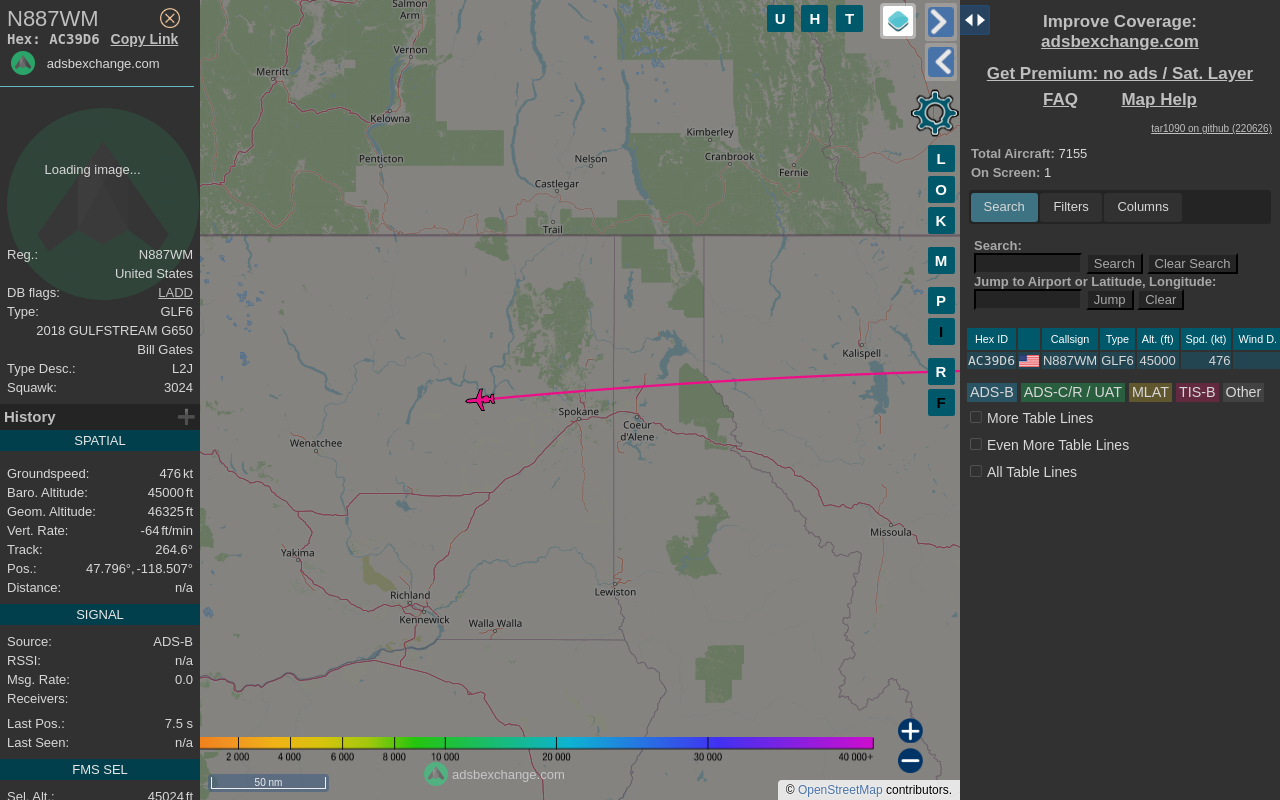 N887WM
Hex: AC39D6 Copy Link
adsbexchange.com
Loading image...
Reg.: N887WM
United States
DB flags: LADD
Type: GLF6
2018 GULFSTREAM G650
Bill Gates
Type Desc.: L2J
Squawk: 3024
History
SPATIAL
Groundspeed: 476 kt
Baro. Altitude: 45000 ft
Geom. Altitude: 46325 ft
Vert. Rate: -64 ft/min
Track: 264.6°
Pos.: 47.796°, -118.507°
Distance: n/a
SIGNAL
Source: ADS-B
RSSI: n/a
Msg. Rate: 0.0
Receivers:
Last Pos.: 7.5 s
Last Seen: n/a
FMS SEL
Sel. Alt.: 45024 ft
U H T
L
O
K
M
P
I
R
F
Salmon
Arm
Vernon
Merritt
Kelowna
Kimberley
Penticton
Nelson
Cranbrook
Fernie
Castlegar
Trail
Kalispell
Spokane
Coeur
d'Alene
Wenatchee
Missoula
Yakima
Lewiston
Richland
Kennewick
Walla Walla
2 000 4 000 6 000 8 000 10 000 20 000 30 000 40 000+
adsbexchange.com
50 nm
© OpenStreetMap contributors.
Improve Coverage:
adsbexchange.com
Get Premium: no ads / Sat. Layer
FAQ Map Help
tar1090 on github (220626)
Total Aircraft: 7155
On Screen: 1
Search Filters Columns
Search:
Search Clear Search
Jump to Airport or Latitude, Longitude:
Jump Clear
Hex ID Callsign Type Alt. (ft) Spd. (kt) Wind D.
AC39D6 N887WM GLF6 45000 476
ADS-B ADS-C/R / UAT MLAT TIS-B Other
More Table Lines
Even More Table Lines
All Table Lines